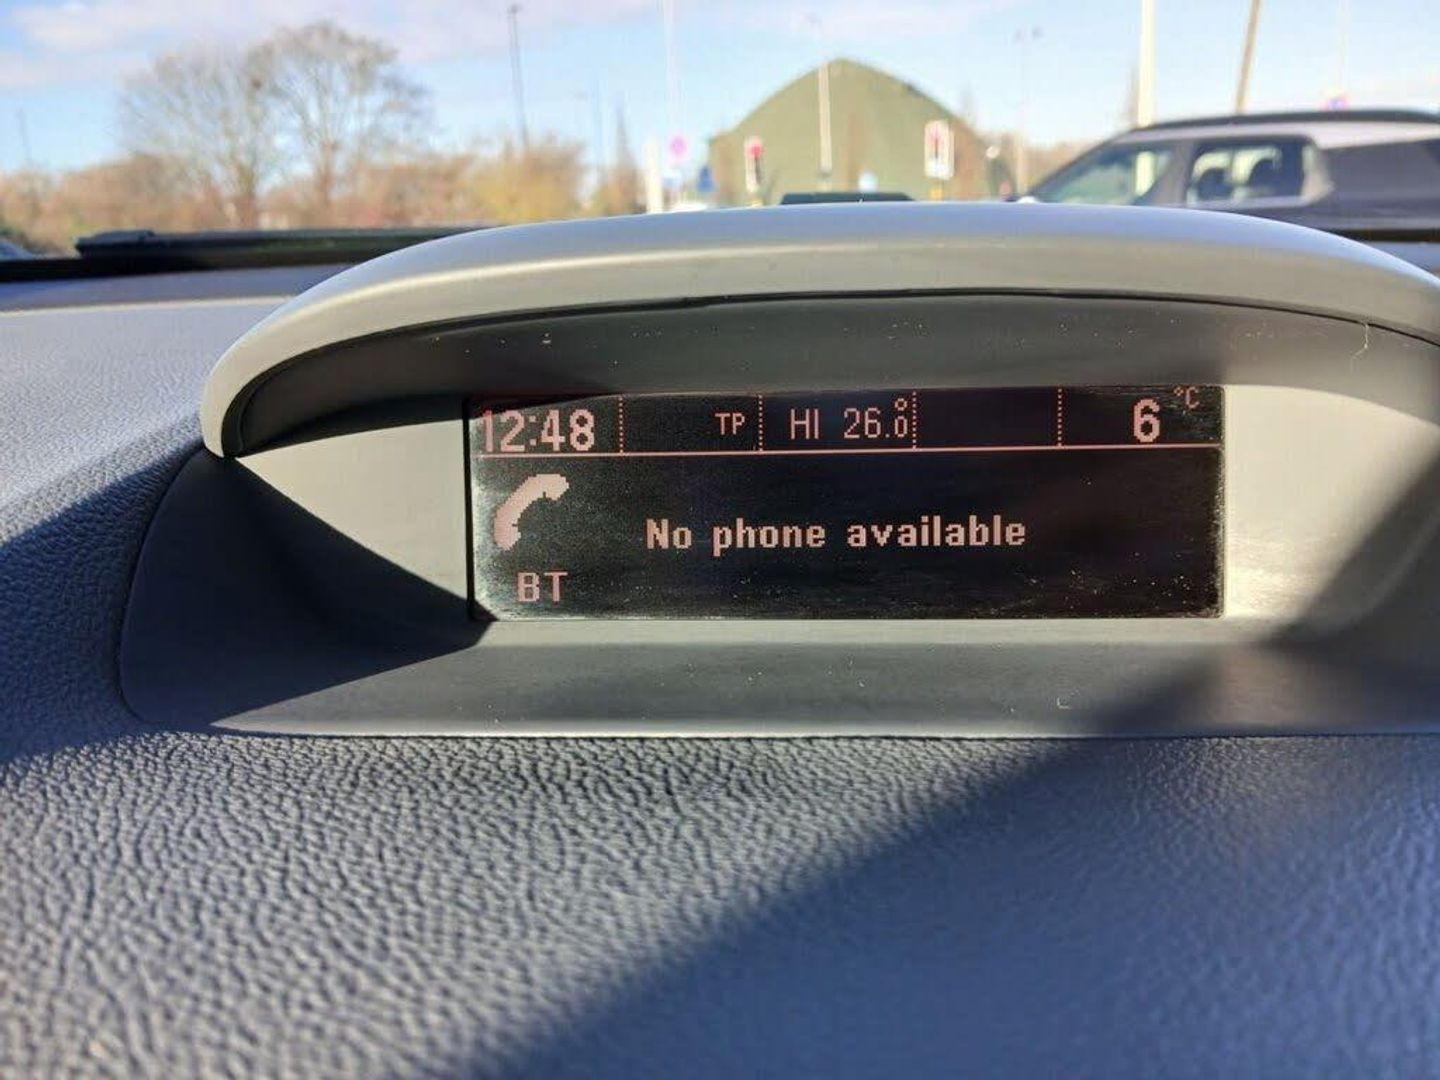 12:48 TP HI 26.0° 6 °C
No phone available
BT